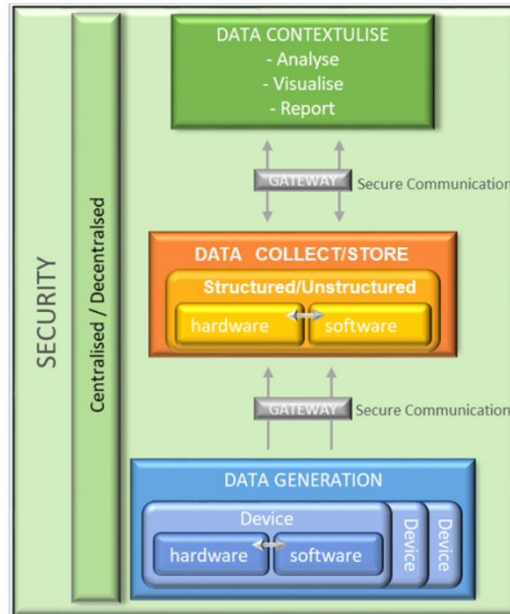 DATA CONTEXTULISE
- Analyse
- Visualise
- Report
GATEWAY
Secure Communication
DATA COLLECT/STORE
Structured/Unstructured
hardware
software
GATEWAY
Secure Communication
DATA GENERATION
Device
hardware
software
Device
Device
SECURITY
Centralised / Decentralsed